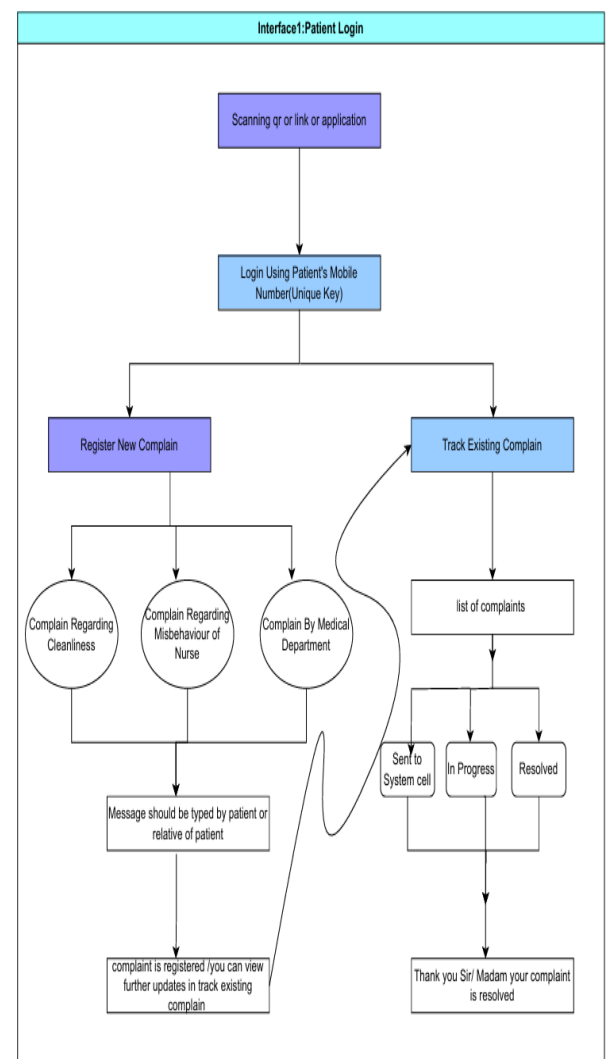 Interface1:Patient Login
Scanning qr or link or application
Login Using Patient's Mobile
Number(Unique Key)
Register New Complain
Track Existing Complain
Complain Regarding
Cleanliness
Complain Regarding
Misbehaviour of
Nurse
Complain By Medical
Department
list of complaints
Sent to
System cell
In Progress
Resolved
Message should be typed by patient or
relative of patient
complaint is registered /you can view
further updates in track existing
complain
Thank you Sir/ Madam your complaint
is resolved